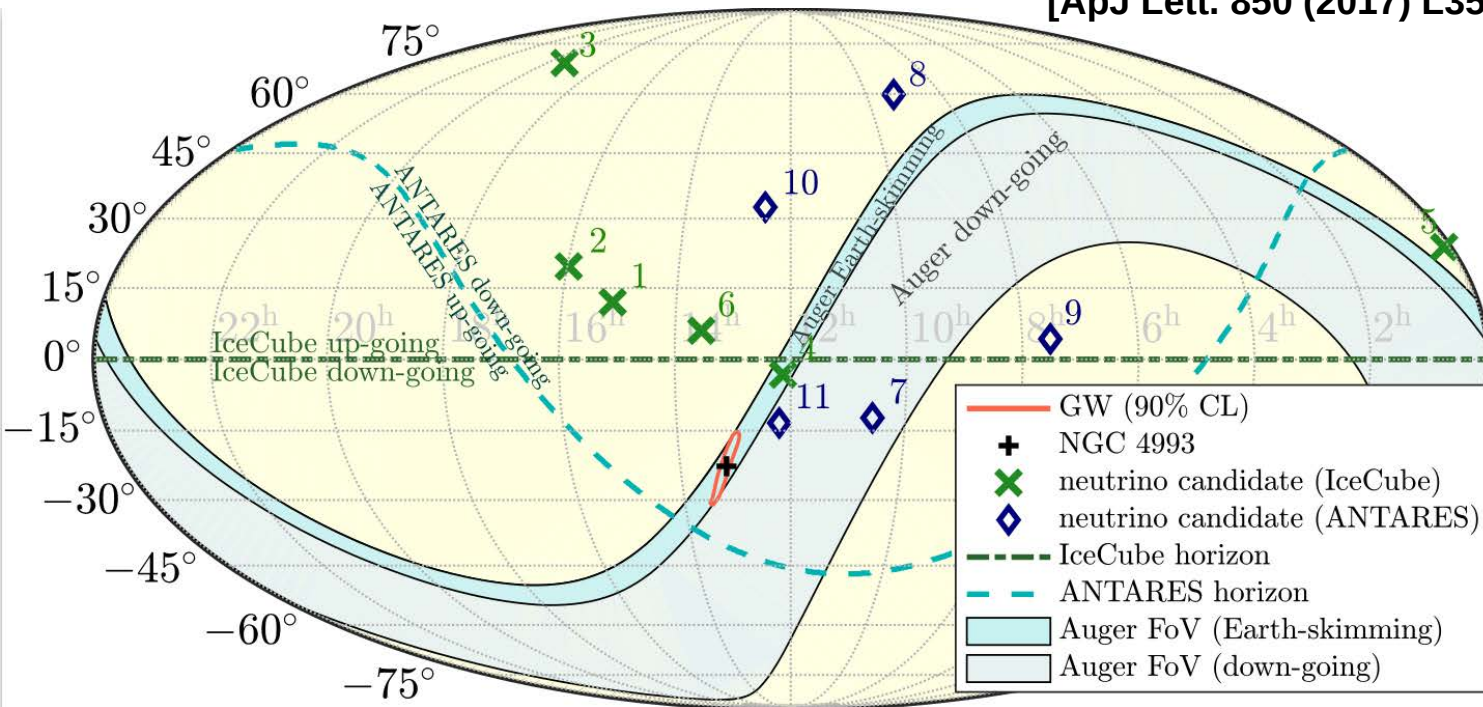 [ApJ Lett. 850 (2017) L35
75°
3
60°
8
45°
ANTARES down-going
ANTARES up-going
Auger Earth-skimming
Auger down-going
30°
10
5
2
15°
1
6
9
22h 20h 18h 16h 14h 12h 10h 8h 6h 4h 2h
IceCube up-going
0°
IceCube down-going
4
11
7
−15°
−30°
−45°
−60°
−75°
GW (90% CL)
NGC 4993
neutrino candidate (IceCube)
neutrino candidate (ANTARES)
IceCube horizon
ANTARES horizon
Auger FoV (Earth-skimming)
Auger FoV (down-going)